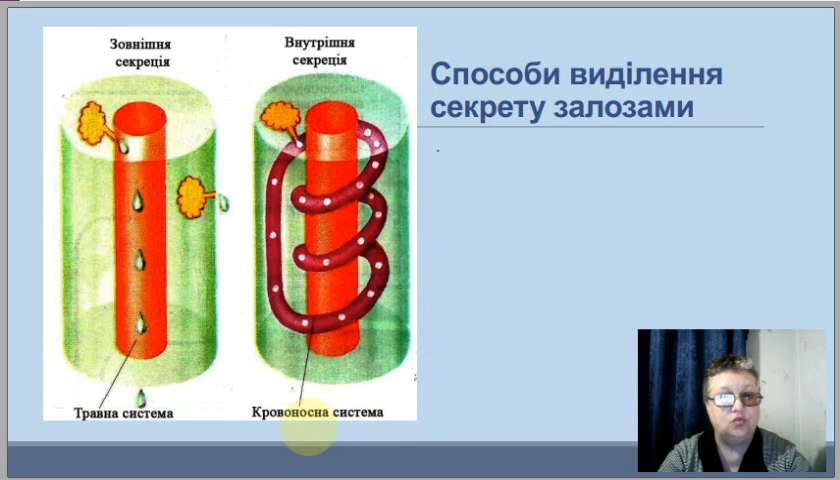 Зовнішня
секреція
Внутрішня
секреція
Способи виділення
секрету залозами
Травна система
Кровоносна система